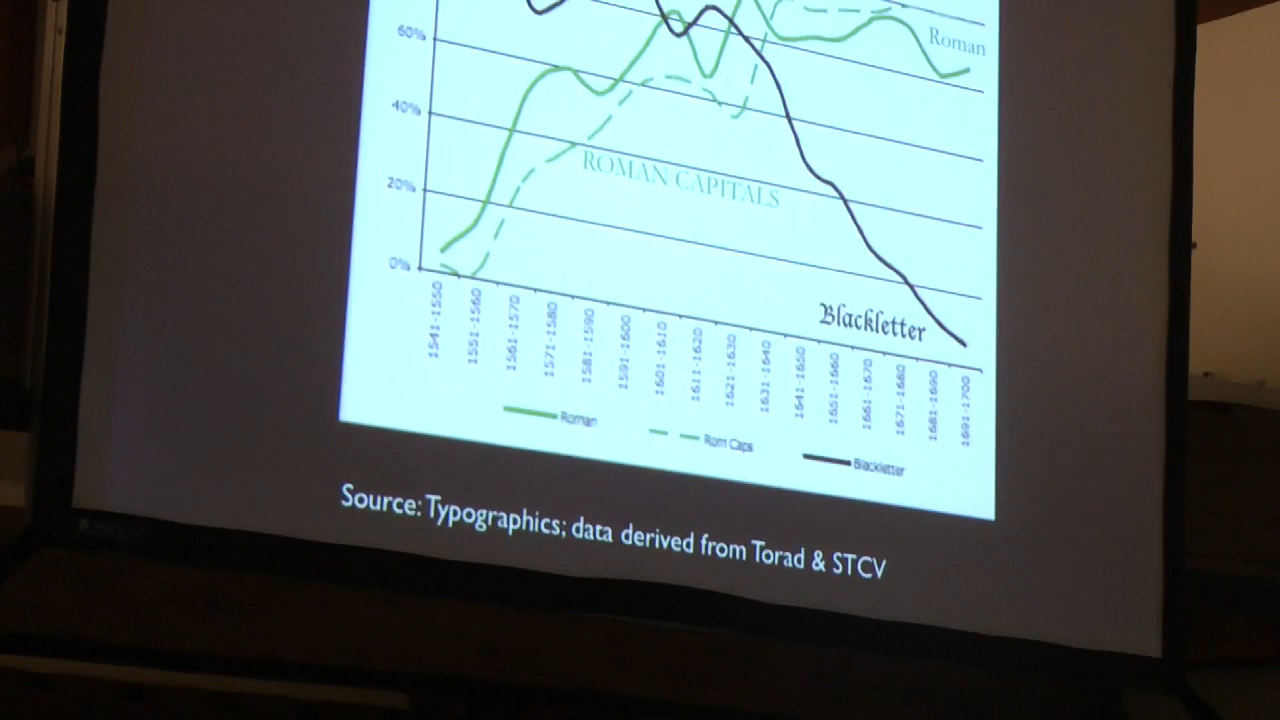 60%
Roman
40%
ROMAN CAPITALS
20%
0%
Blackletter
1541-1550
1551-1560
1561-1570
1571-1580
1581-1590
1591-1600
1601-1610
1611-1620
1621-1630
1631-1640
1641-1650
1651-1660
1661-1670
1671-1680
1681-1690
1691-1700
Roman
Rom Caps
Blackletter
Source: Typographics; data derived from Torad & STCV